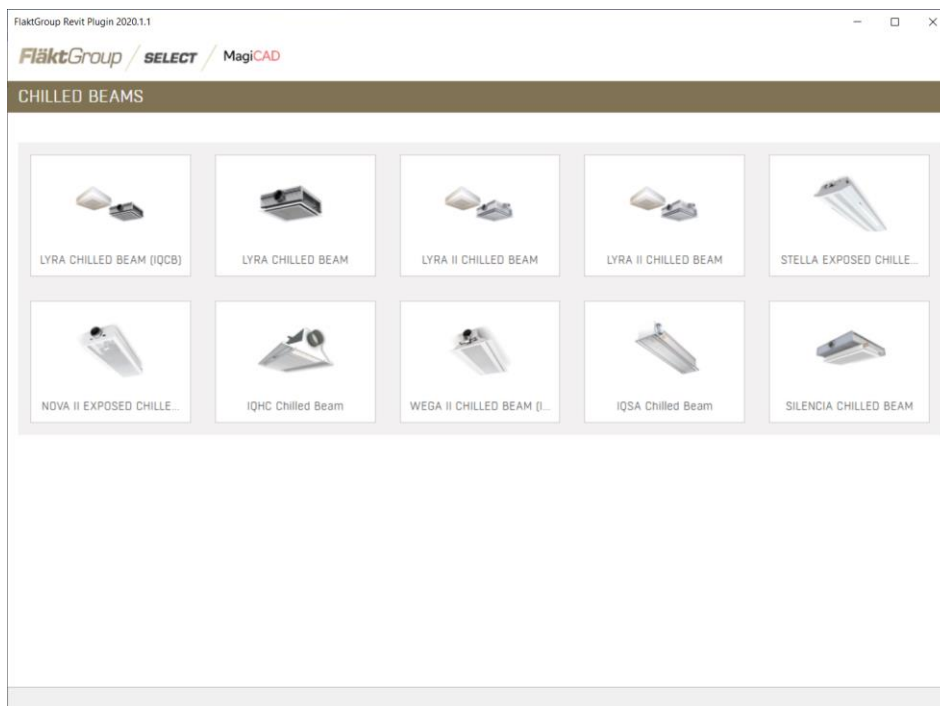 FlaktGroup Revit Plugin 2020.1.1
FläktGroup / SELECT / MagiCAD
CHILLED BEAMS
LYRA CHILLED BEAM (IQCB)
LYRA CHILLED BEAM
LYRA II CHILLED BEAM
LYRA II CHILLED BEAM
STELLA EXPOSED CHILLE...
NOVA II EXPOSED CHILLE...
IQHC Chilled Beam
WEGA II CHILLED BEAM (I...
IQSA Chilled Beam
SILENCIA CHILLED BEAM